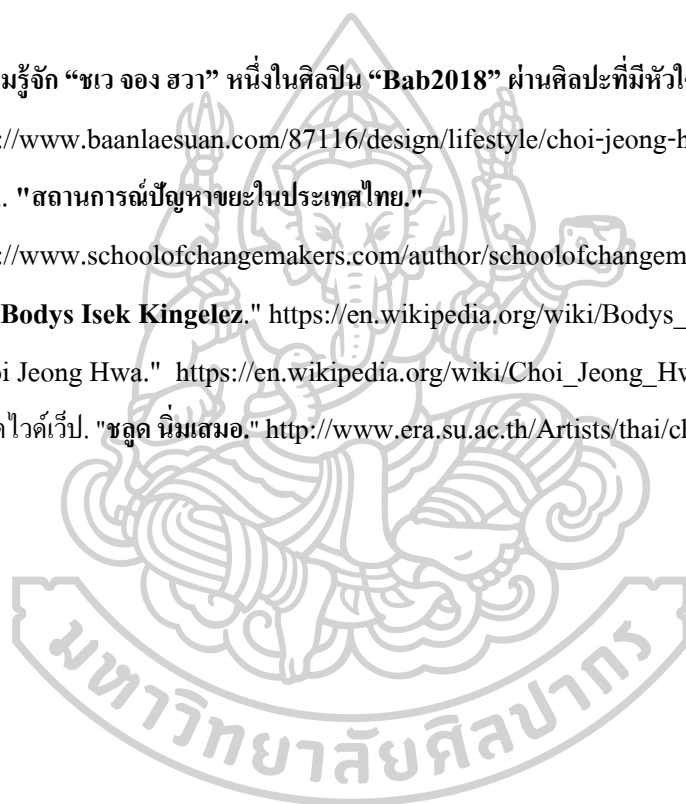 มรู้จัก “ชเว จอง ฮวา” หนึ่งในศิลปิน “Bab2018” ผ่านศิลปะที่มีหัวใ
://www.baanlaesuan.com/87116/design/lifestyle/choi-jeong-h
. "สถานการณ์ปัญหาขยะในประเทศไทย."
://www.schoolofchangemakers.com/author/schoolofchangem
Bodys Isek Kingelez." https://en.wikipedia.org/wiki/Bodys_
oi Jeong Hwa." https://en.wikipedia.org/wiki/Choi_Jeong_Hw
ดไวด์เว็ป. "ชลูด นิ่มเสมอ." http://www.era.su.ac.th/Artists/thai/cl
มหาวิทยาลัยศิลปากร